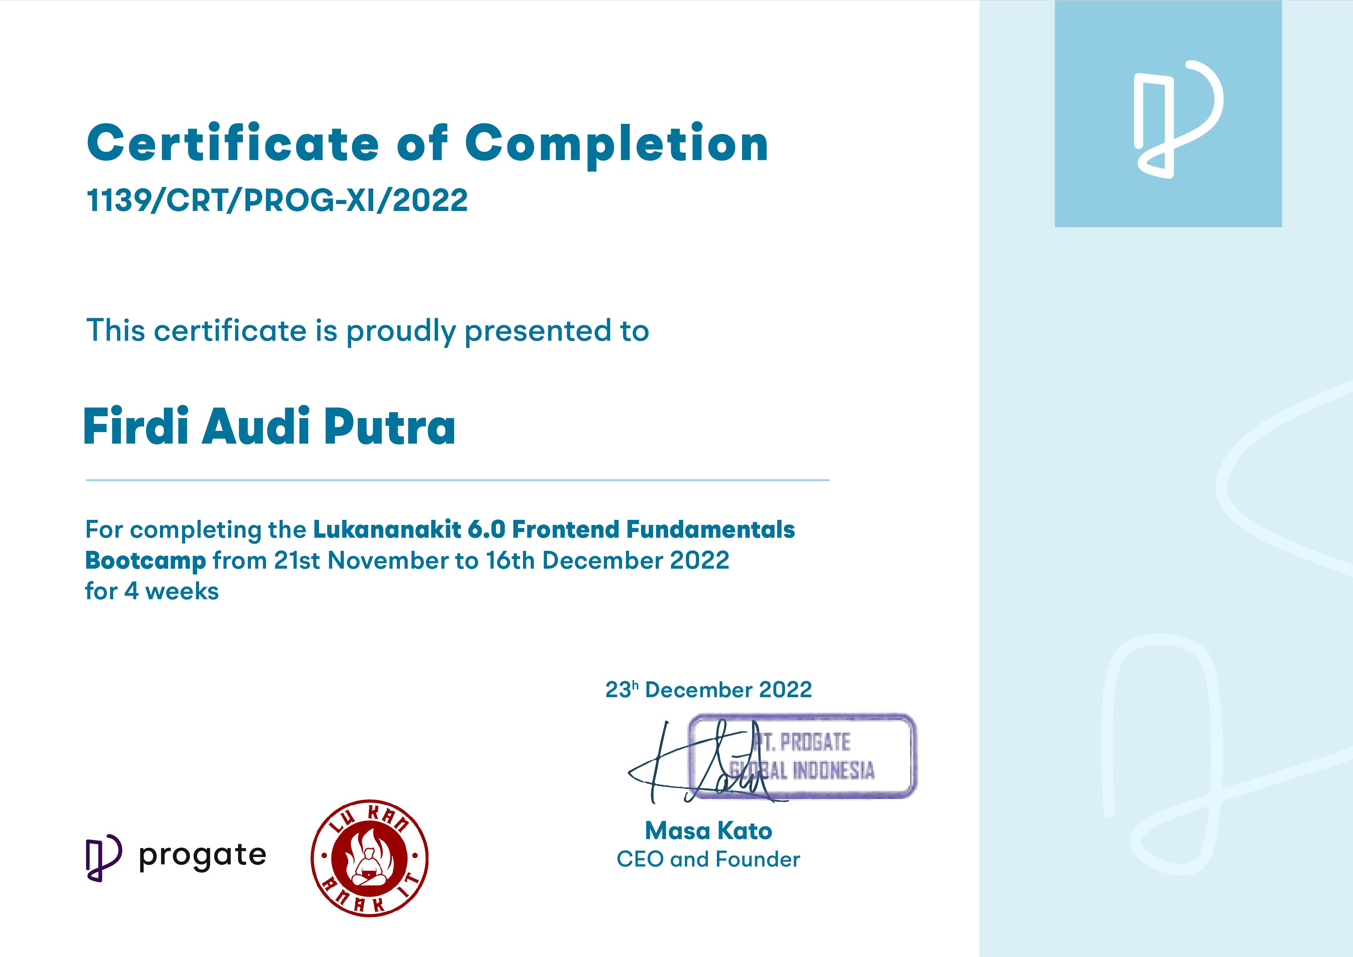 Certificate of Completion
1139/CRT/PROG-XI/2022
This certificate is proudly presented to
Firdi Audi Putra
For completing the Lukananakit 6.0 Frontend Fundamentals
Bootcamp from 21st November to 16th December 2022
for 4 weeks
23h December 2022
PT. PROGATE
GLOBAL INDONESIA
Masa Kato
CEO and Founder
progate
LU KAN
ANAK IT